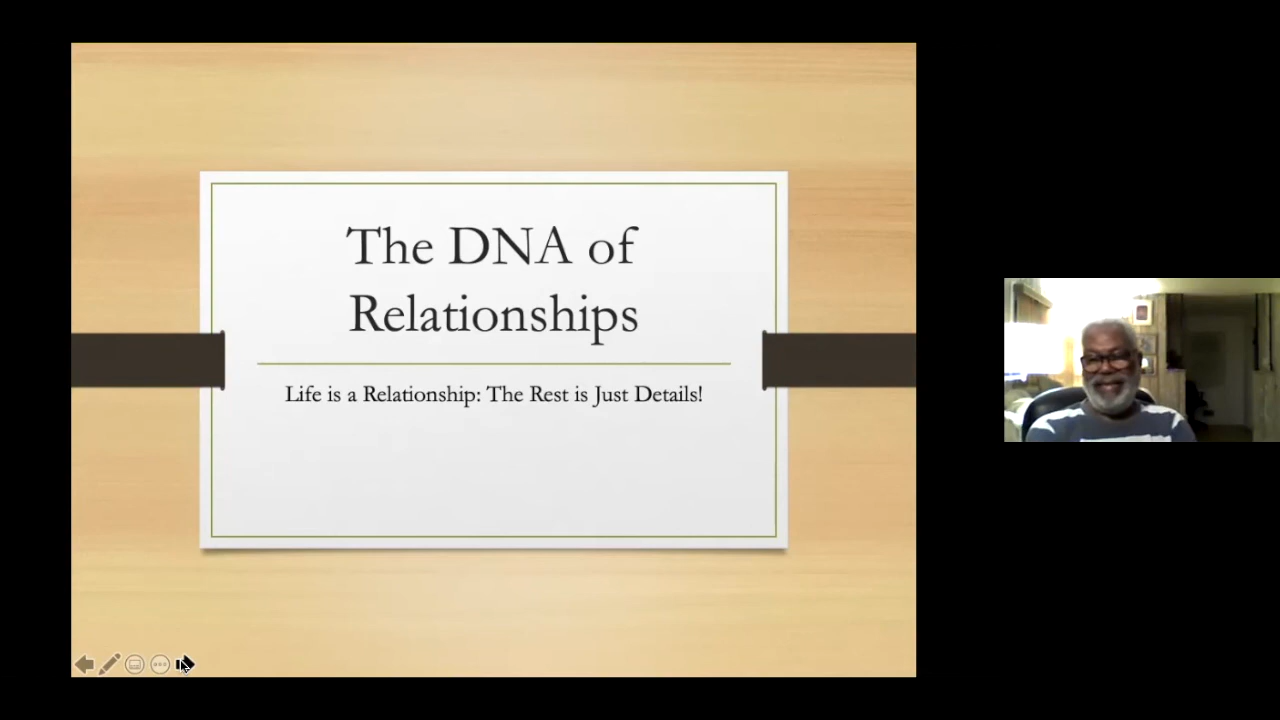 The DNA of
Relationships
Life is a Relationship: The Rest is Just Details!